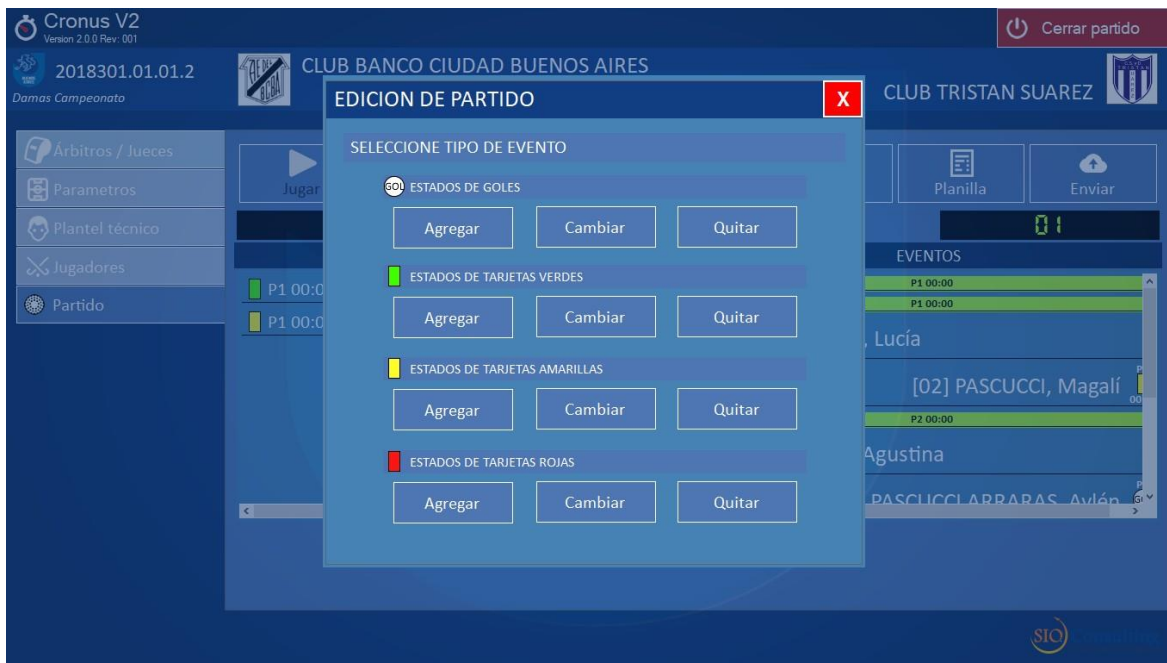 Cronus V2
Version 2.0.0 Rev: 001
Cerrar partido
2018301.01.01.2
Damas Campeonato
CLUB BANCO CIUDAD BUENOS AIRES
CLUB TRISTAN SUAREZ
EDICION DE PARTIDO
X
SELECCIONE TIPO DE EVENTO
GOL ESTADOS DE GOLES
Agregar Cambiar Quitar
ESTADOS DE TARJETAS VERDES
Agregar Cambiar Quitar
ESTADOS DE TARJETAS AMARILLAS
Agregar Cambiar Quitar
ESTADOS DE TARJETAS ROJAS
Agregar Cambiar Quitar
Árbitros / Jueces
Parametros
Plantel técnico
Jugadores
Partido
Jugar
Planilla
Enviar
01
EVENTOS
P1 00:0
P1 00:0
P1 00:00
P1 00:00
, Lucía
[02] PASCUCCI, Magalí
P2 00:00
Agustina
PASCUCCI ARRARAS, Aylén
SIO